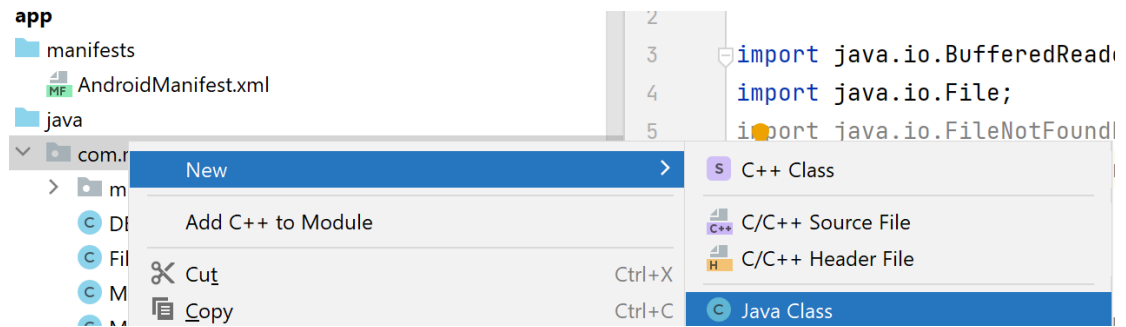 app
manifests
MF AndroidManifest.xml
java
2
3 import java.io.BufferedReade
4 import java.io.File;
5 import java.io.FileNotFound
com.
New
S C++ Class
m
Add C++ to Module
C++ C/C++ Source File
C
Fil
H C/C++ Header File
Cut Ctrl+X
C M
Copy Ctrl+C
C Java Class